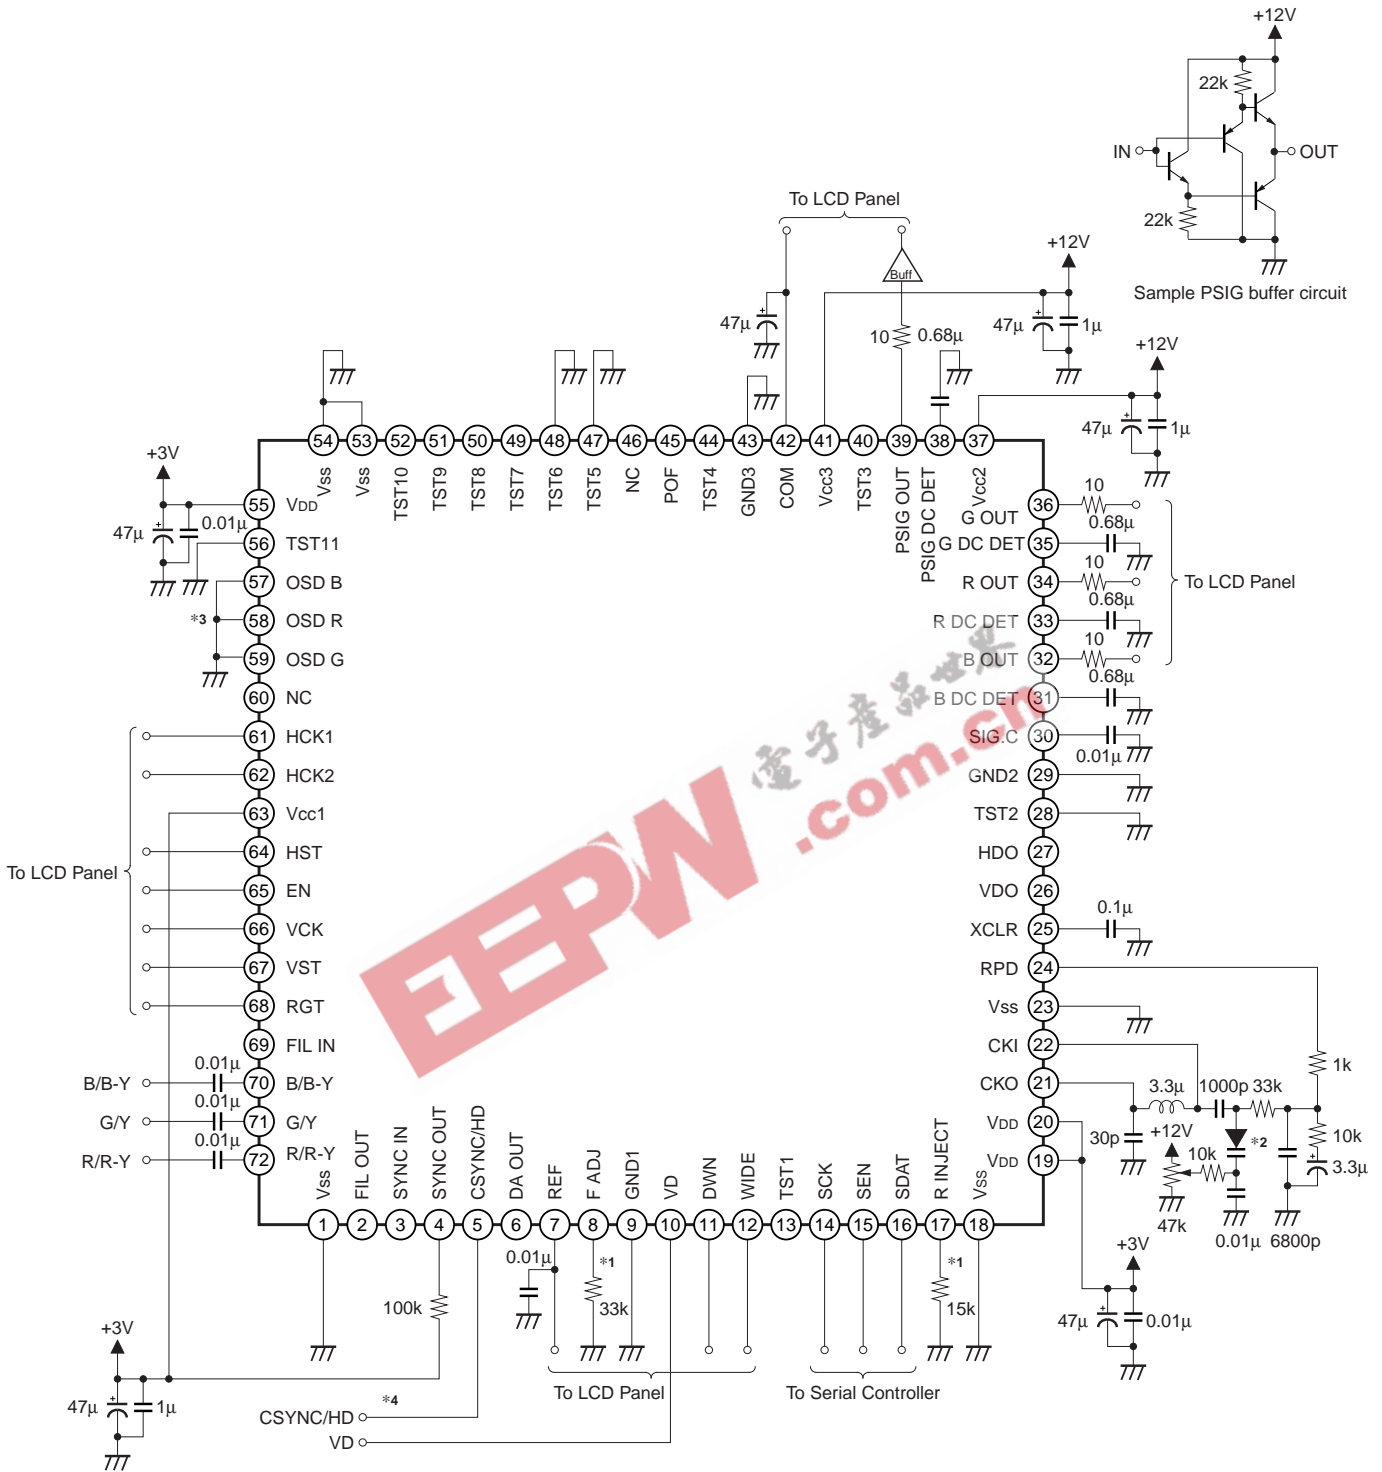 +12V
22k
IN
OUT
22k
Sample PSIG buffer circuit
To LCD Panel
+12V
Buff
47μ
10
0.68μ
47μ
1μ
+12V
47μ
1μ
54 53 52 51 50 49 48 47 46 45 44 43 42 41 40 39 38 37
Vss
Vss
TST10
TST9
TST8
TST7
TST6
TST5
NC
POF
TST4
GND3
COM
Vcc3
TST3
PSIG OUT
PSIG DC DET
Vcc2
+3V
47μ
0.01μ
55 VDD
56 TST11
57 OSD B
*3
58 OSD R
59 OSD G
60 NC
61 HCK1
62 HCK2
63 Vcc1
64 HST
To LCD Panel
65 EN
66 VCK
67 VST
68 RGT
69 FIL IN
0.01μ
B/B-Y
70 B/B-Y
0.01μ
G/Y
71 G/Y
0.01μ
R/R-Y
72 R/R-Y
G OUT 36
10
0.68μ
G DC DET 35
10
R OUT 34
To LCD Panel
0.68μ
R DC DET 33
10
B OUT 32
0.68μ
B DC DET 31
SIG.C 30
0.01μ
GND2 29
TST2 28
HDO 27
VDO 26
0.1μ
XCLR 25
RPD 24
Vss 23
CKI 22
1k
CKO 21
3.3μ
1000p
33k
VDD 20
30p
+12V
*2
10k
VDD 19
10k
3.3μ
47k
0.01μ
6800p
電子產品世界
EEPW
.com.cn
Vss
FIL OUT
SYNC IN
SYNC OUT
CSYNC/HD
DA OUT
REF
F ADJ
GND1
VD
DWN
WIDE
TST1
SCK
SEN
SDAT
R INJECT
Vss
1 2 3 4 5 6 7 8 9 10 11 12 13 14 15 16 17 18
0.01μ
*1
*1
100k
33k
15k
+3V
47μ
0.01μ
+3V
47μ
1μ
To LCD Panel
To Serial Controller
*4
CSYNC/HD
VD